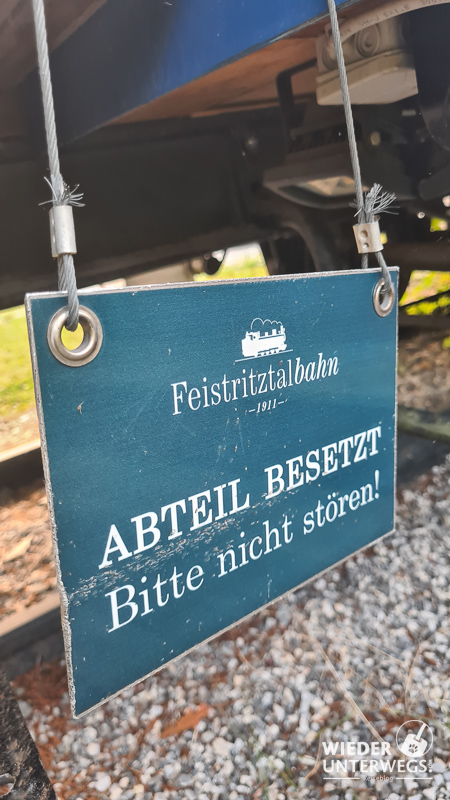 Feistritztalbahn
–1911–
ABTEIL BESETZT
Bitte nicht stören!
WIEDER
UNTERWEGS